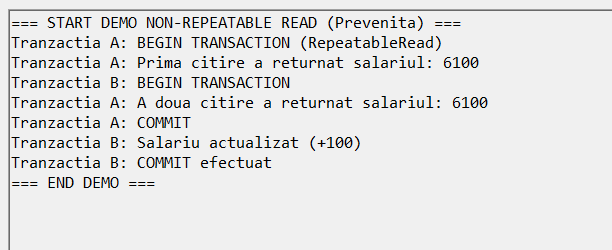 === START DEMO NON-REPEATABLE READ (Prevenita) ===
Tranzactia A: BEGIN TRANSACTION (RepeatableRead)
Tranzactia A: Prima citire a returnat salariul: 6100
Tranzactia B: BEGIN TRANSACTION
Tranzactia A: A doua citire a returnat salariul: 6100
Tranzactia A: COMMIT
Tranzactia B: Salariu actualizat (+100)
Tranzactia B: COMMIT efectuat
=== END DEMO ===